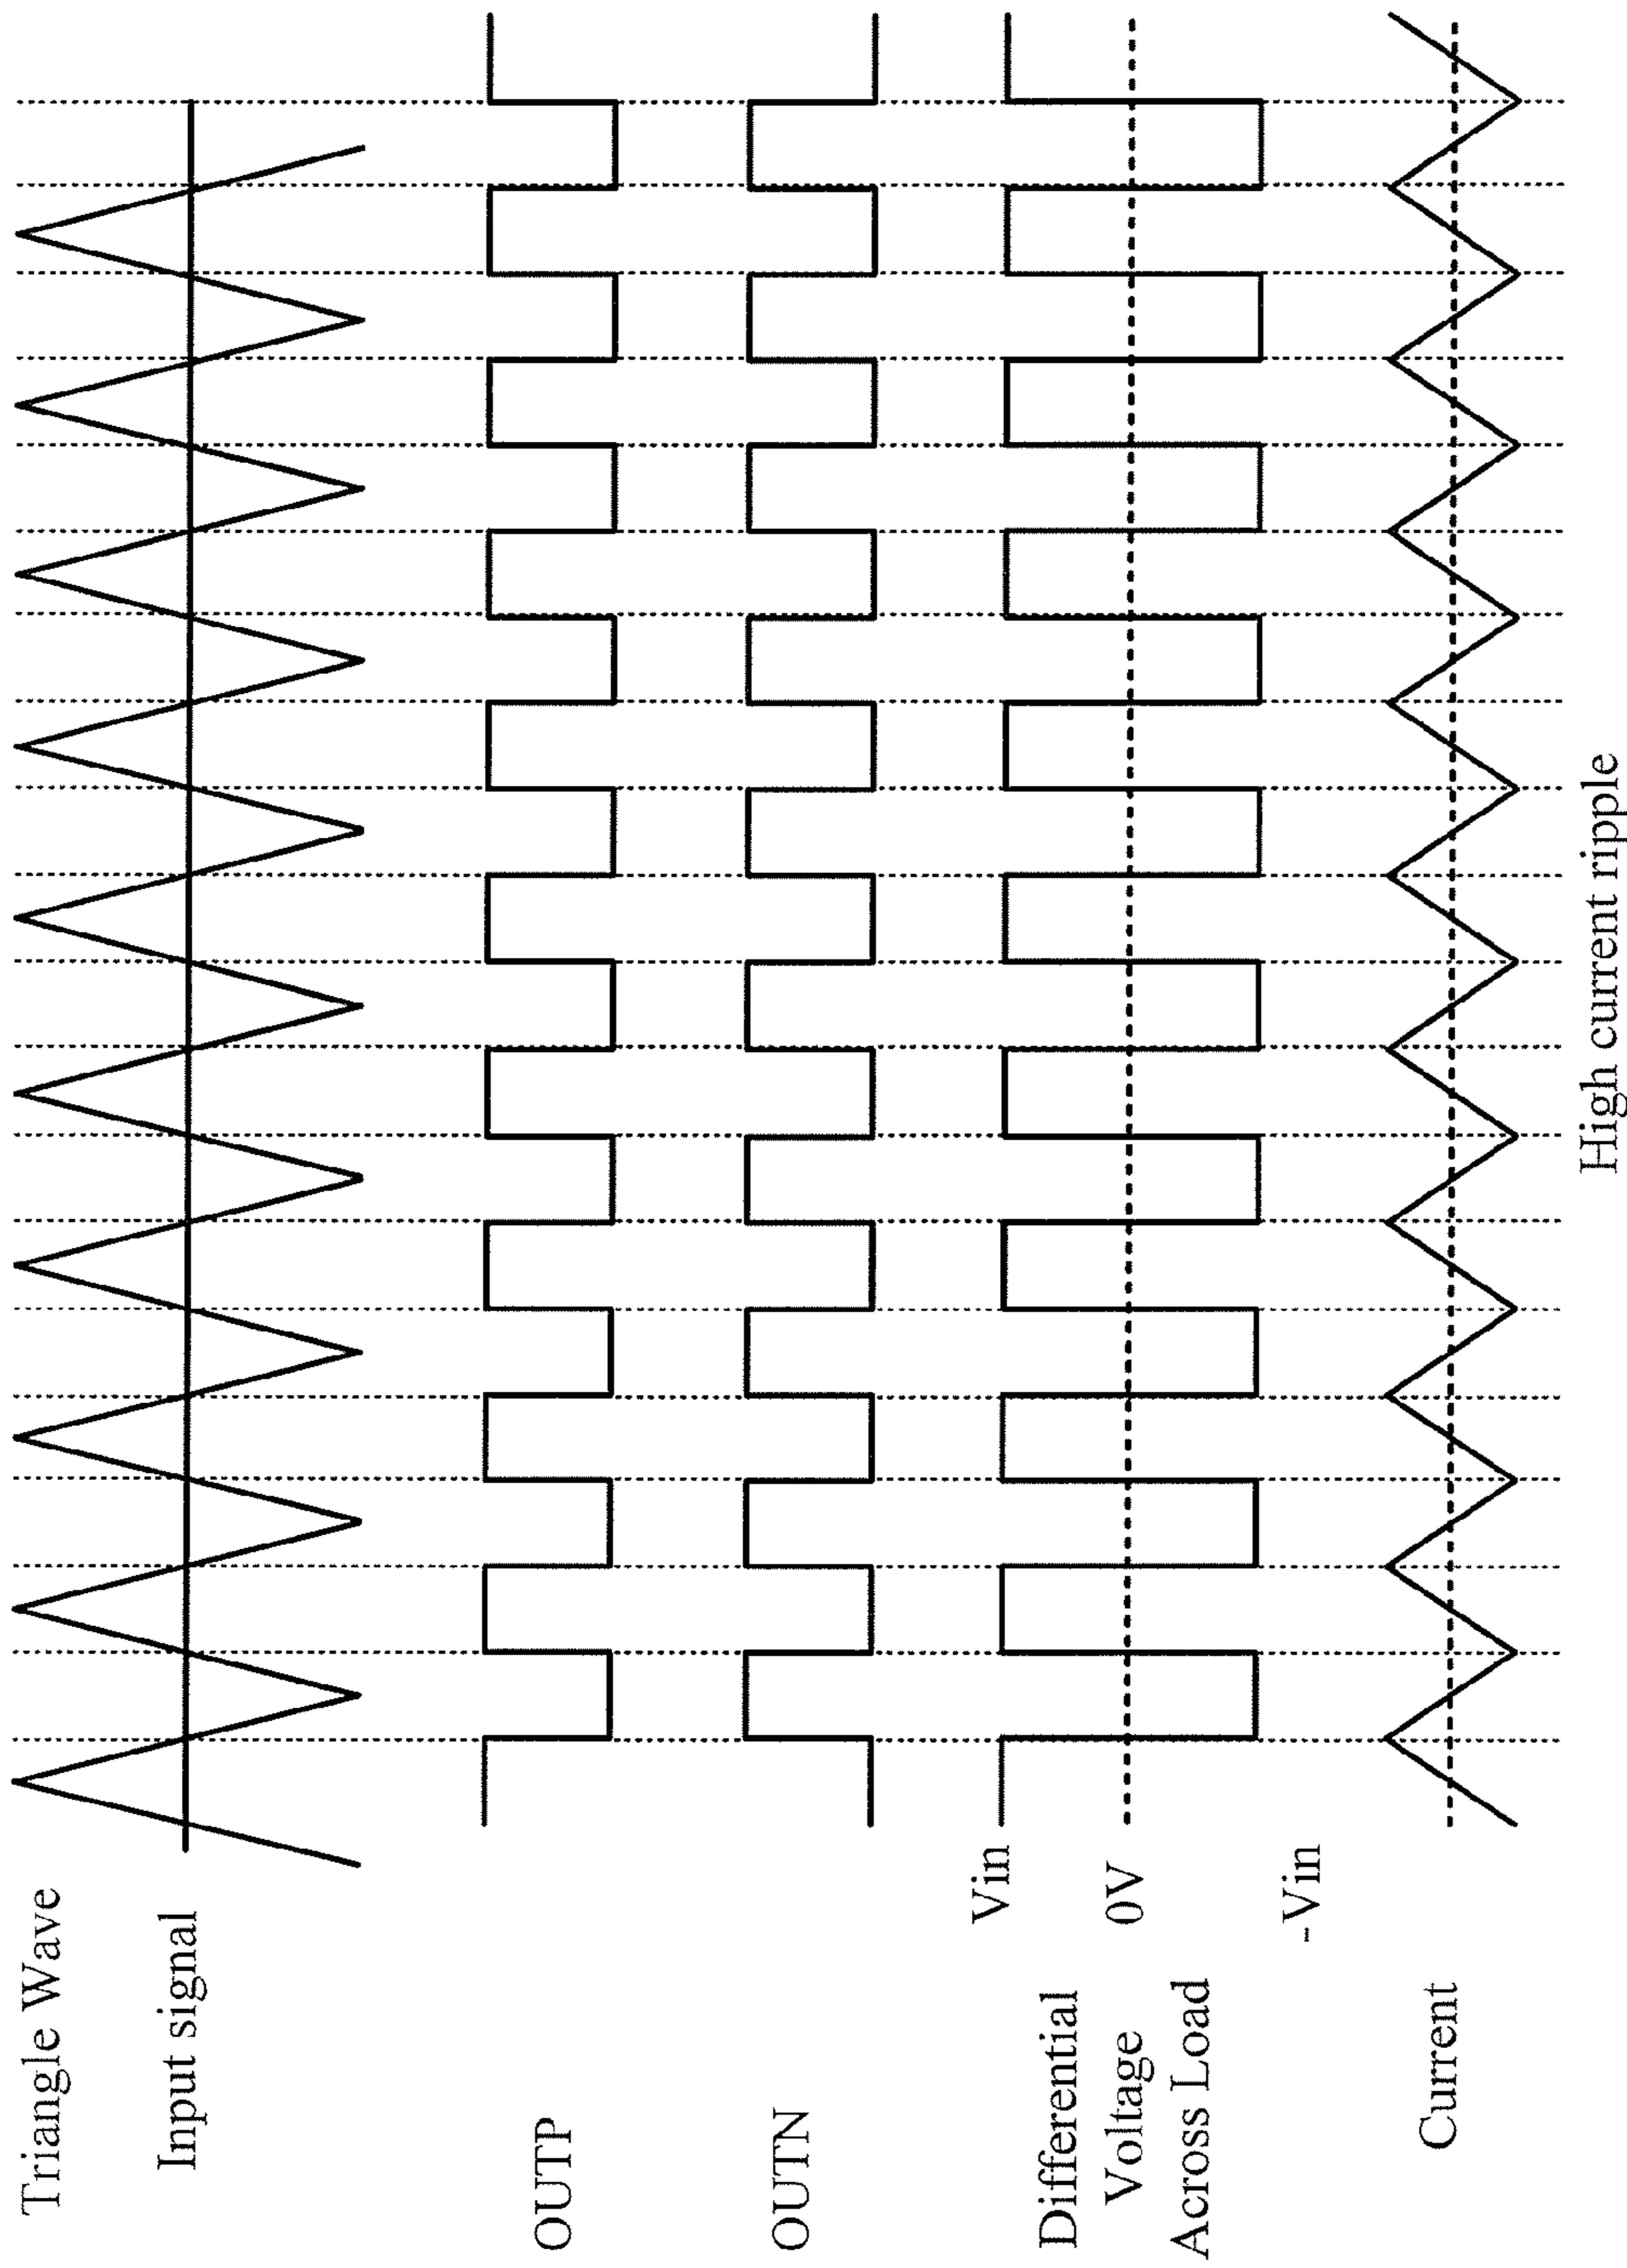 Triangle Wave
Input signal
OUTP
OUTN
Vin
Differential
Voltage
Across Load
0V
-Vin
Current
High current ripple